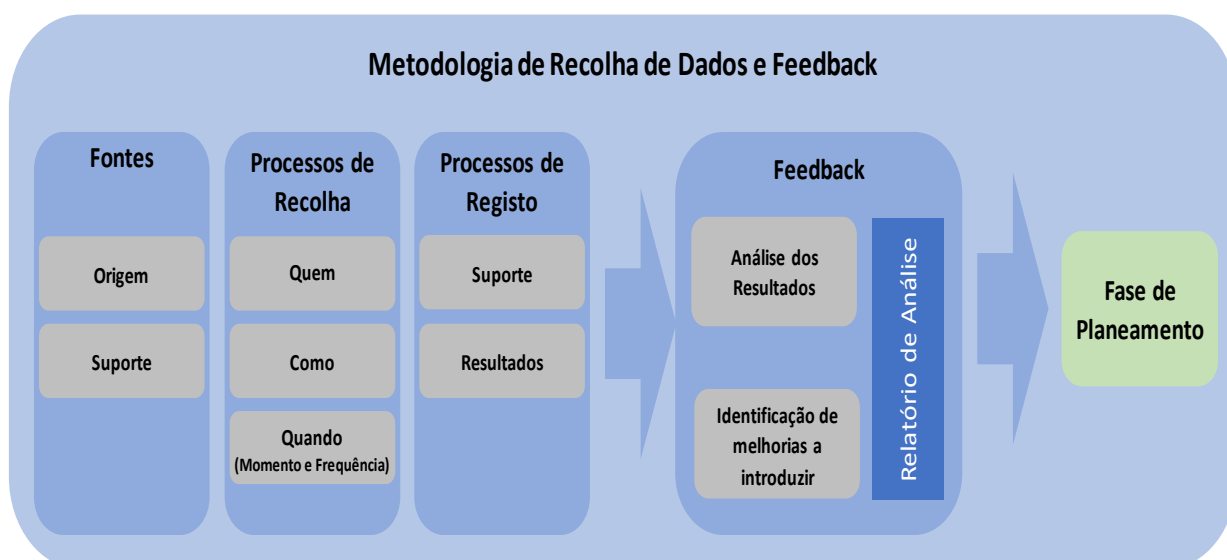 Metodologia de Recolha de Dados e Feedback
Fontes
Origem
Suporte
Processos de
Recolha
Quem
Como
Quando
(Momento e Frequência)
Processos de
Registo
Suporte
Resultados
Feedback
Análise dos
Resultados
Identificação de
melhorias a
introduzir
Relatório de Análise
Fase de
Planeamento